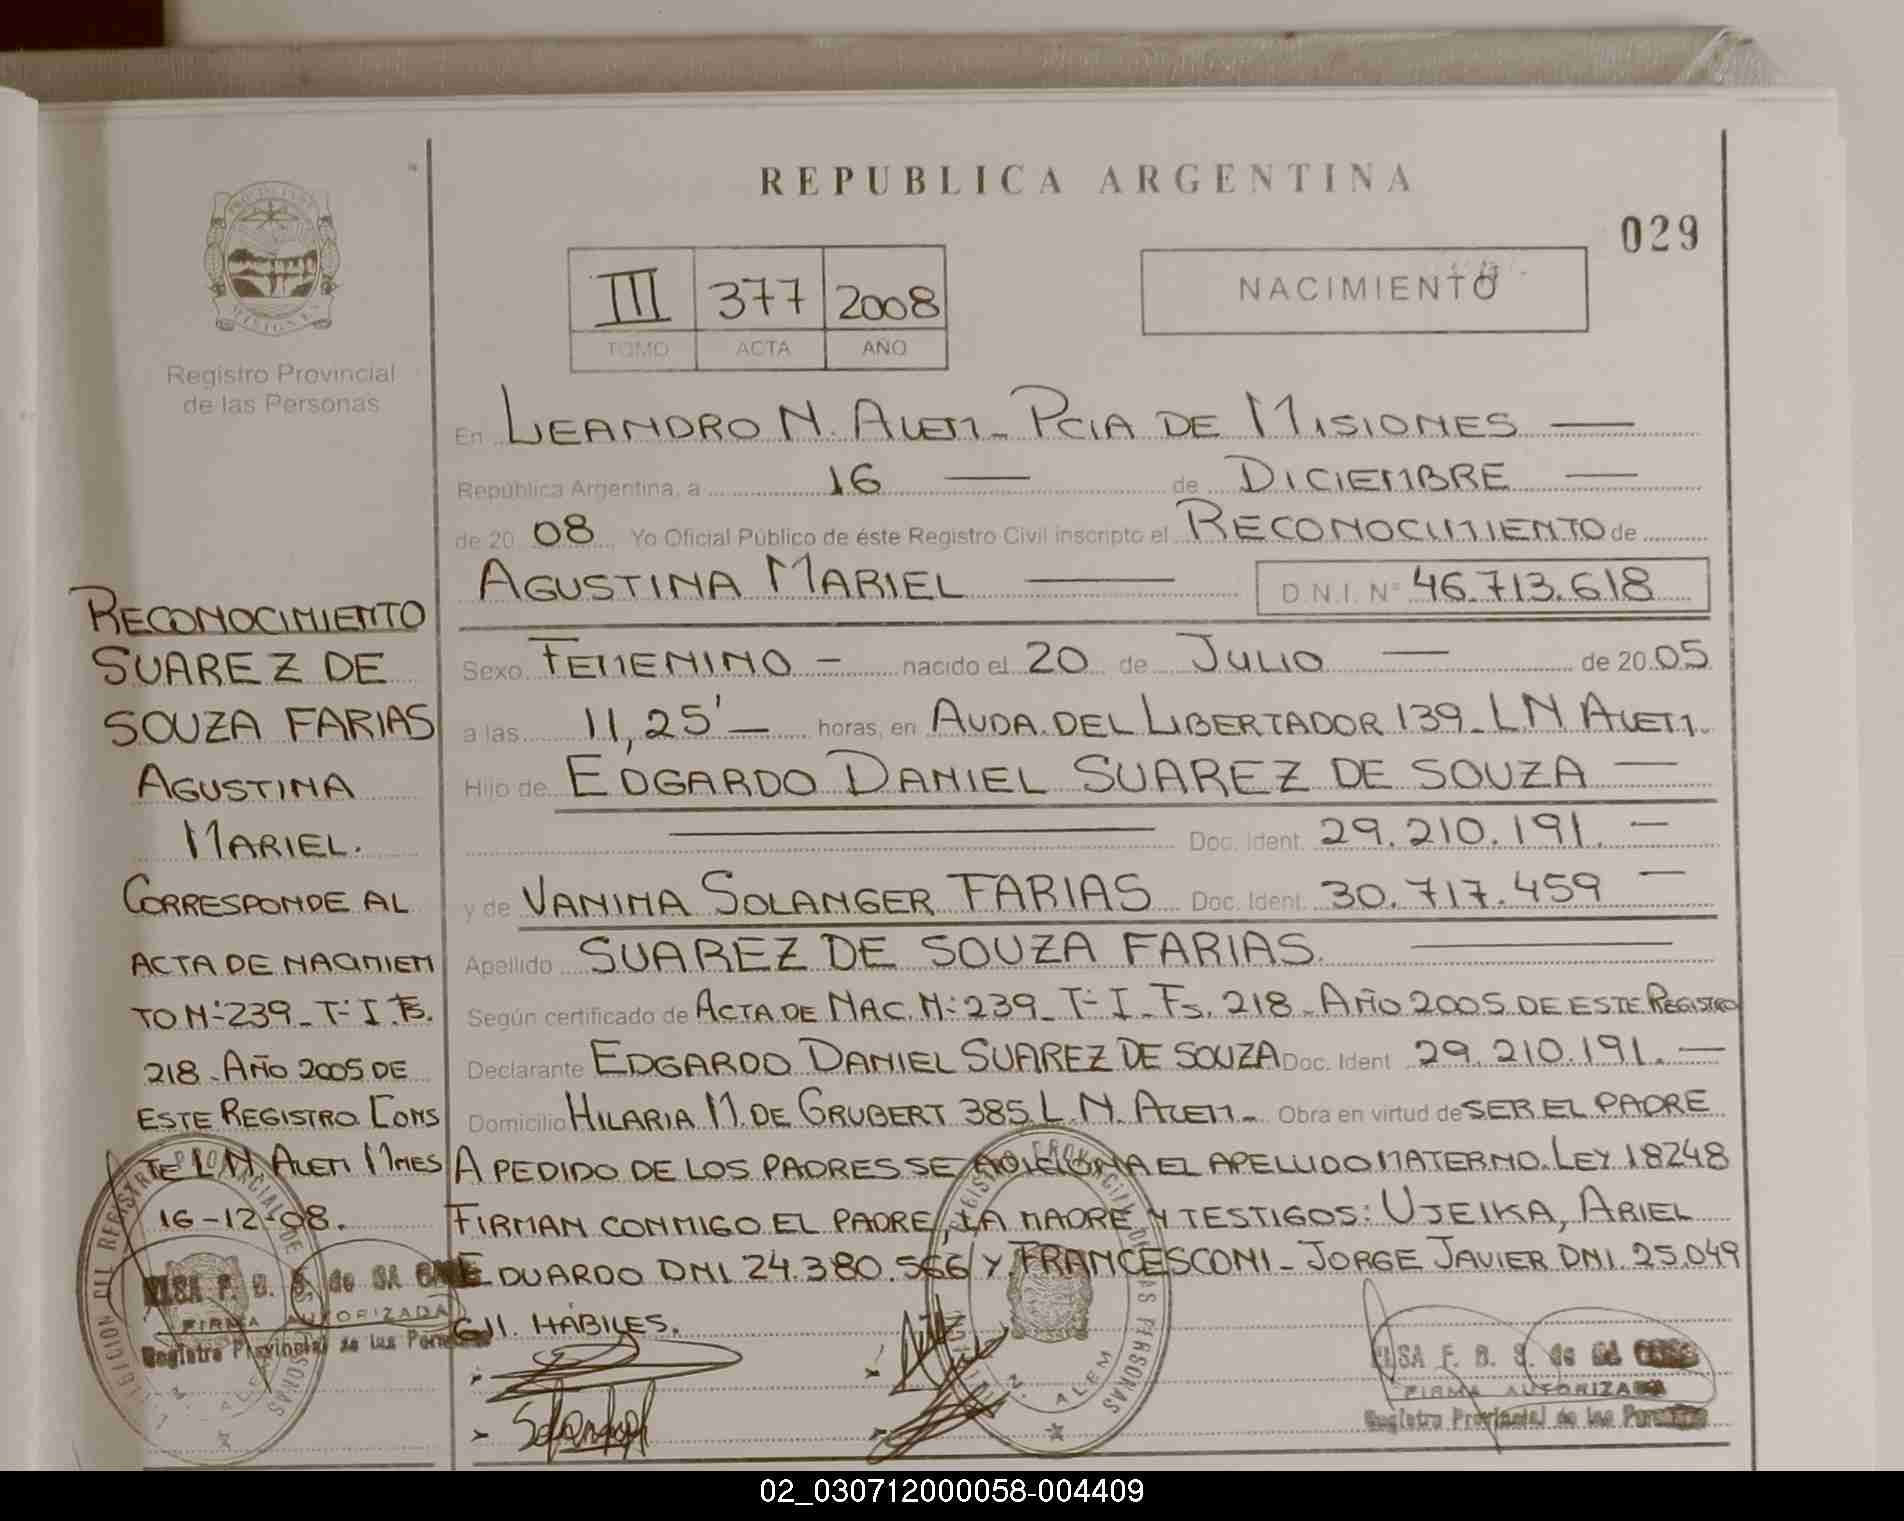 REPUBLICA ARGENTINA
029
III 377 2008
TOMO ACTA AÑO
NACIMIENTO
Registro Provincial
de las Personas
En LEANDRO N. ALEM - PCIA DE MISIONES
República Argentina, a 16 de DICIEMBRE
de 2008 Yo Oficial Público de éste Registro Civil inscripto el RECONOCIMIENTO de
AGUSTINA MARIEL D.N.I. N° 46.713.618
Sexo FEMENINO - nacido el 20 de JULIO de 2005
a las 11,25' horas, en AVDA. DEL LIBERTADOR 139 - L N ALEM.
Hijo de EDGARDO DANIEL SUAREZ DE SOUZA
Doc. Ident. 29.210.191.
y de VANINA SOLANGER FARIAS Doc. Ident. 30.717.459
Apellido SUAREZ DE SOUZA FARIAS.
Según certificado de ACTA DE NAC. N: 239 - T- I - Fs. 218 - AÑO 2005 DE ESTE REGISTRO
Declarante EDGARDO DANIEL SUAREZ DE SOUZA Doc. Ident 29.210.191.
Domicilio HILARIA M. DE GRUBERT 385 L. N. ALEM - Obra en virtud de SER EL PADRE
A PEDIDO DE LOS PADRES SE ADICIONA EL APELLIDO MATERNO. LEY 18248
FIRMAN CONMIGO EL PADRE, LA MADRE Y TESTIGOS: UJEIKA, ARIEL
EDUARDO DNI 24.380.566 Y FRANCESCONI - JORGE JAVIER DNI. 25.049
611. HÁBILES.
RECONOCIMIENTO
SUAREZ DE
SOUZA FARIAS
AGUSTINA
MARIEL.
CORRESPONDE AL
ACTA DE NACIMIEN
TO N: 239 - T- I. Fs.
218 - AÑO 2005 DE
ESTE REGISTRO. CONS
TE L. N. ALEM MNES
16-12-08.
ELSA F. B. S. de
FIRMA AUTORIZADA
Registro Provincial de las Personas
ELSA F. B. S. de
FIRMA AUTORIZADA
Registro Provincial de las Personas
02_030712000058-004409